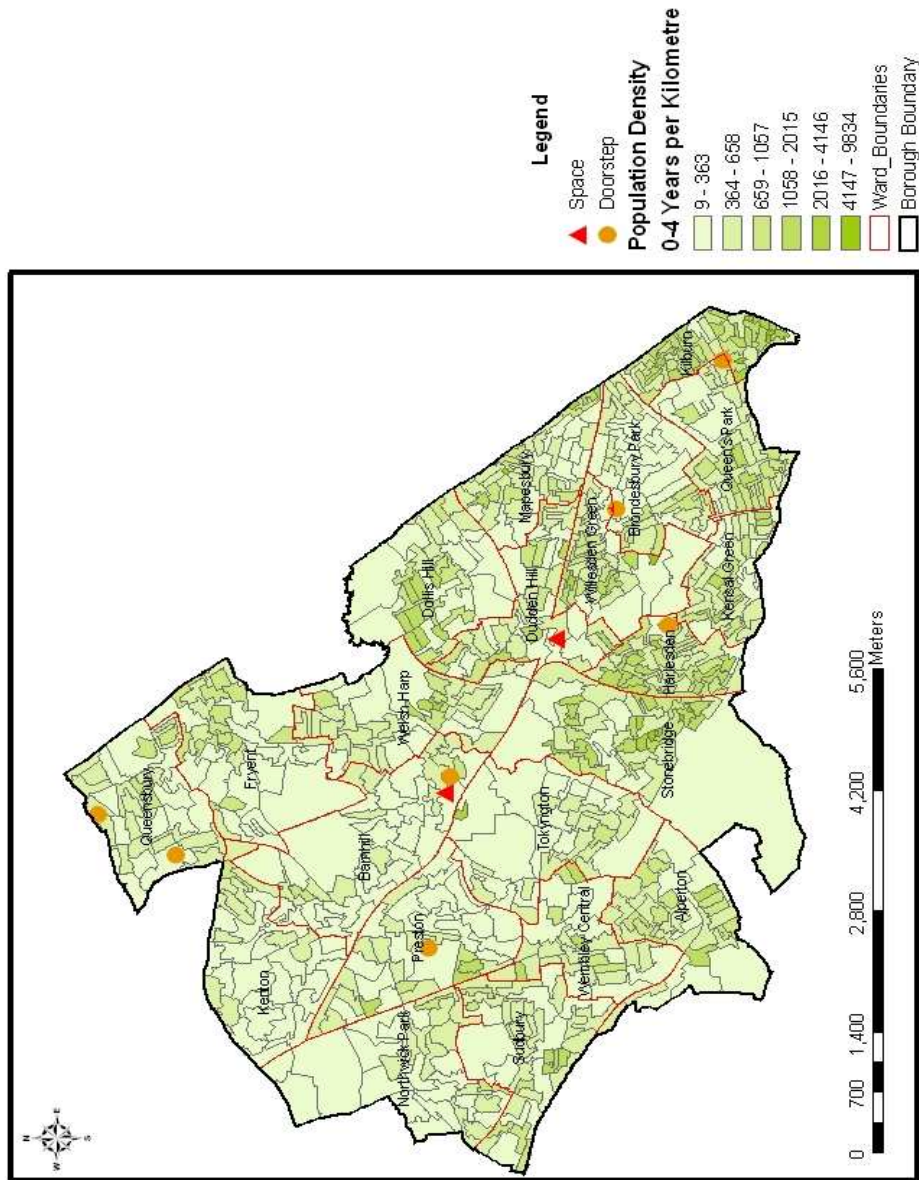 N
W
E
S
Queensbury
Fryent
Kenton
Barnhill
Welsh Harp
Dollis Hill
Northwick Park
Preston
Sudbury
Wembley Central
Tokyngton
Alperton
Stonebridge
Dudden Hill
Mapesbury
Willesden Green
Brondesbury Park
Harlesden
Kensal Green
Queen's Park
Kilburn
0 700 1,400 2,800 4,200 5,600
Meters
Legend
Space
Doorstep
Population Density
0-4 Years per Kilometre
9 - 363
364 - 658
659 - 1057
1058 - 2015
2016 - 4146
4147 - 9834
Ward_Boundaries
Borough Boundary